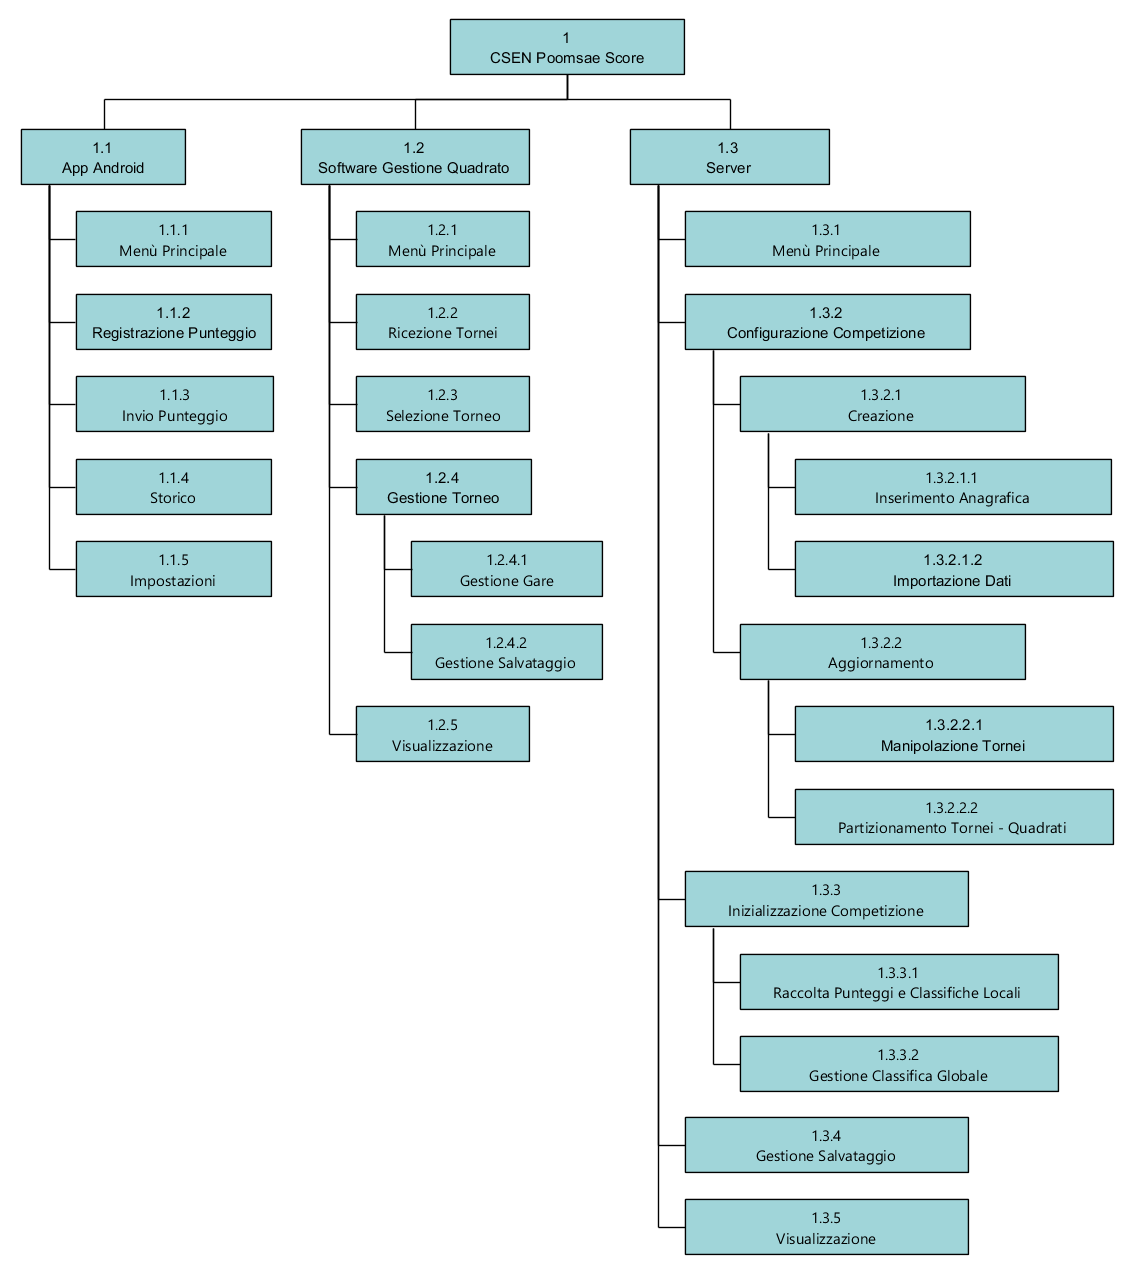 1
CSEN Poomsae Score
1.1
App Android
1.1.1
Menù Principale
1.1.2
Registrazione Punteggio
1.1.3
Invio Punteggio
1.1.4
Storico
1.1.5
Impostazioni
1.2
Software Gestione Quadrato
1.2.1
Menù Principale
1.2.2
Ricezione Tornei
1.2.3
Selezione Torneo
1.2.4
Gestione Torneo
1.2.4.1
Gestione Gare
1.2.4.2
Gestione Salvataggio
1.2.5
Visualizzazione
1.3
Server
1.3.1
Menù Principale
1.3.2
Configurazione Competizione
1.3.2.1
Creazione
1.3.2.1.1
Inserimento Anagrafica
1.3.2.1.2
Importazione Dati
1.3.2.2
Aggiornamento
1.3.2.2.1
Manipolazione Tornei
1.3.2.2.2
Partizionamento Tornei - Quadrati
1.3.3
Inizializzazione Competizione
1.3.3.1
Raccolta Punteggi e Classifiche Locali
1.3.3.2
Gestione Classifica Globale
1.3.4
Gestione Salvataggio
1.3.5
Visualizzazione